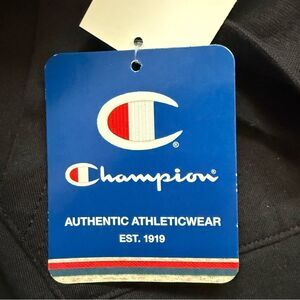 C®
Champion®
AUTHENTIC ATHLETICWEAR
EST. 1919